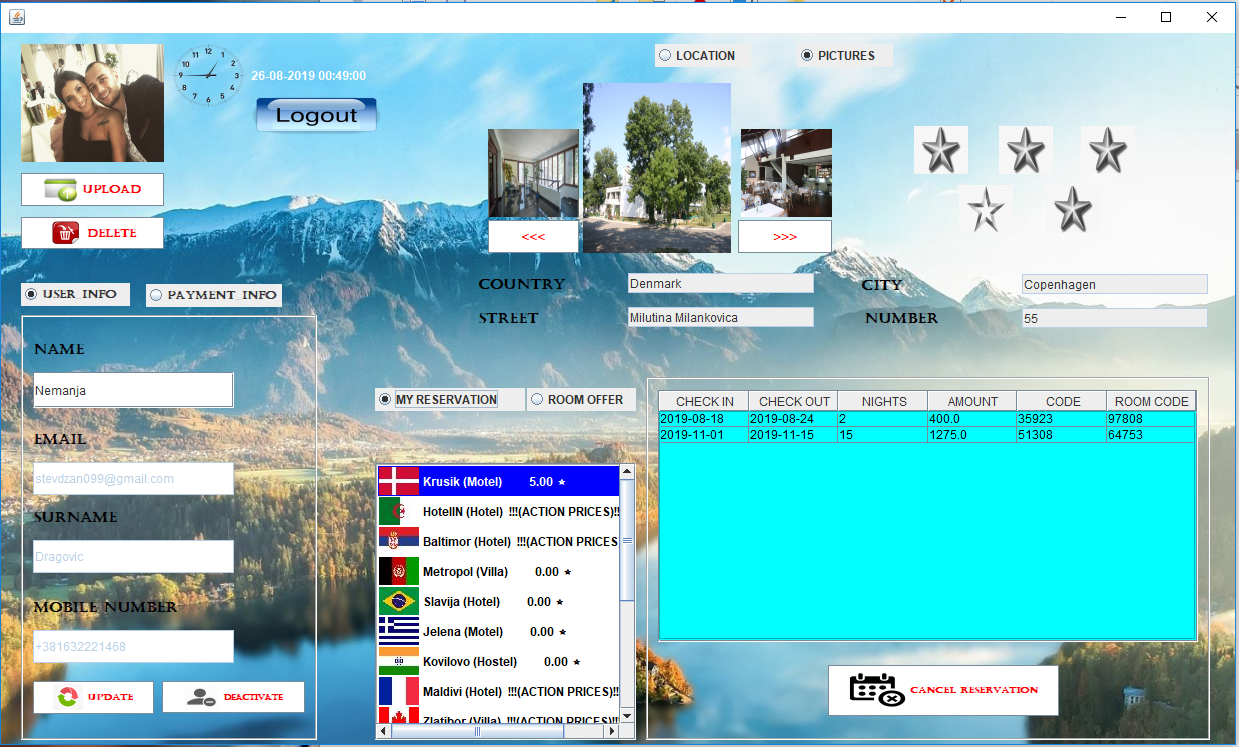 LOCATION
PICTURES
26-08-2019 00:49:00
Logout
UPLOAD
DELETE
<<<
>>>
USER_INFO
PAYMENT_INFO
COUNTRY
Denmark
CITY
Copenhagen
STREET
Milutina Milankovica
NUMBER
55
NAME
Nemanja
EMAIL
stevdzan099@gmail.com
SURNAME
Dragovic
MOBILE NUMBER
+381632221468
UPDATE
DEACTIVATE
MY RESERVATION
ROOM OFFER
Krusik (Motel) 5.00 ★
HotelIN (Hotel) !!!(ACTION PRICES)!!
Baltimor (Hotel) !!!(ACTION PRICES
Metropol (Villa) 0.00 ★
Slavija (Hotel) 0.00 ★
Jelena (Motel) 0.00 ★
Kovilovo (Hostel) 0.00 ★
Maldivi (Hotel) !!!(ACTION PRICES)!!
Zlatibor (Villa) !!!(ACTION PRICES)!!
CHECK IN CHECK OUT NIGHTS AMOUNT CODE ROOM CODE
2019-08-18 2019-08-24 2 400.0 35923 97808
2019-11-01 2019-11-15 15 1275.0 51308 64753
CANCEL RESERVATION